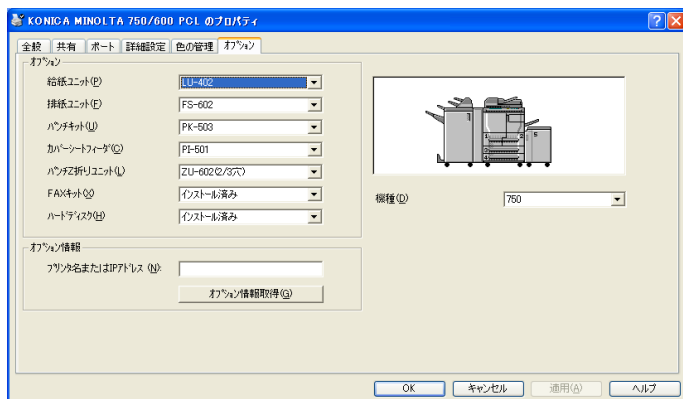 KONICA MINOLTA 750/600 PCL のプロパティ
全般 共有 ポート 詳細設定 色の管理 オプション
オプション
給紙ユニット(P) LU-402
排紙ユニット(F) FS-602
パンチキット(U) PK-503
カバーシートフィーダ(C) PI-501
パンチZ折りユニット(L) ZU-602(2/3穴)
FAXキット(X) インストール済み
ハードディスク(H) インストール済み
機種(D) 750
オプション情報
プリンタ名またはIPアドレス (N):
オプション情報取得(G)
OK キャンセル 適用(A) ヘルプ